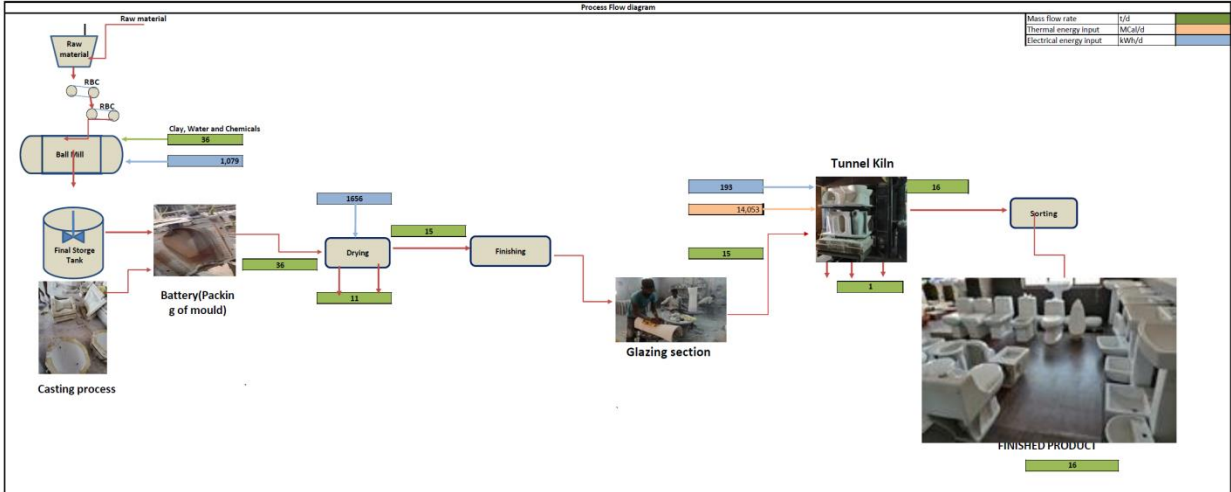 Process Flow diagram
Mass flow rate t/d
Thermal energy input MCal/d
Electrical energy input kWh/d
Raw material
Raw
material
RBC
RBC
Clay, Water and Chemicals
36
Ball Mill
1,079
Tunnel Kiln
193
16
14,053
1656
Final Storge
Tank
15
Drying
Finishing
Sorting
15
11
1
Battery(Packin
g of mould)
Glazing section
Casting process
FINISHED PRODUCT
16